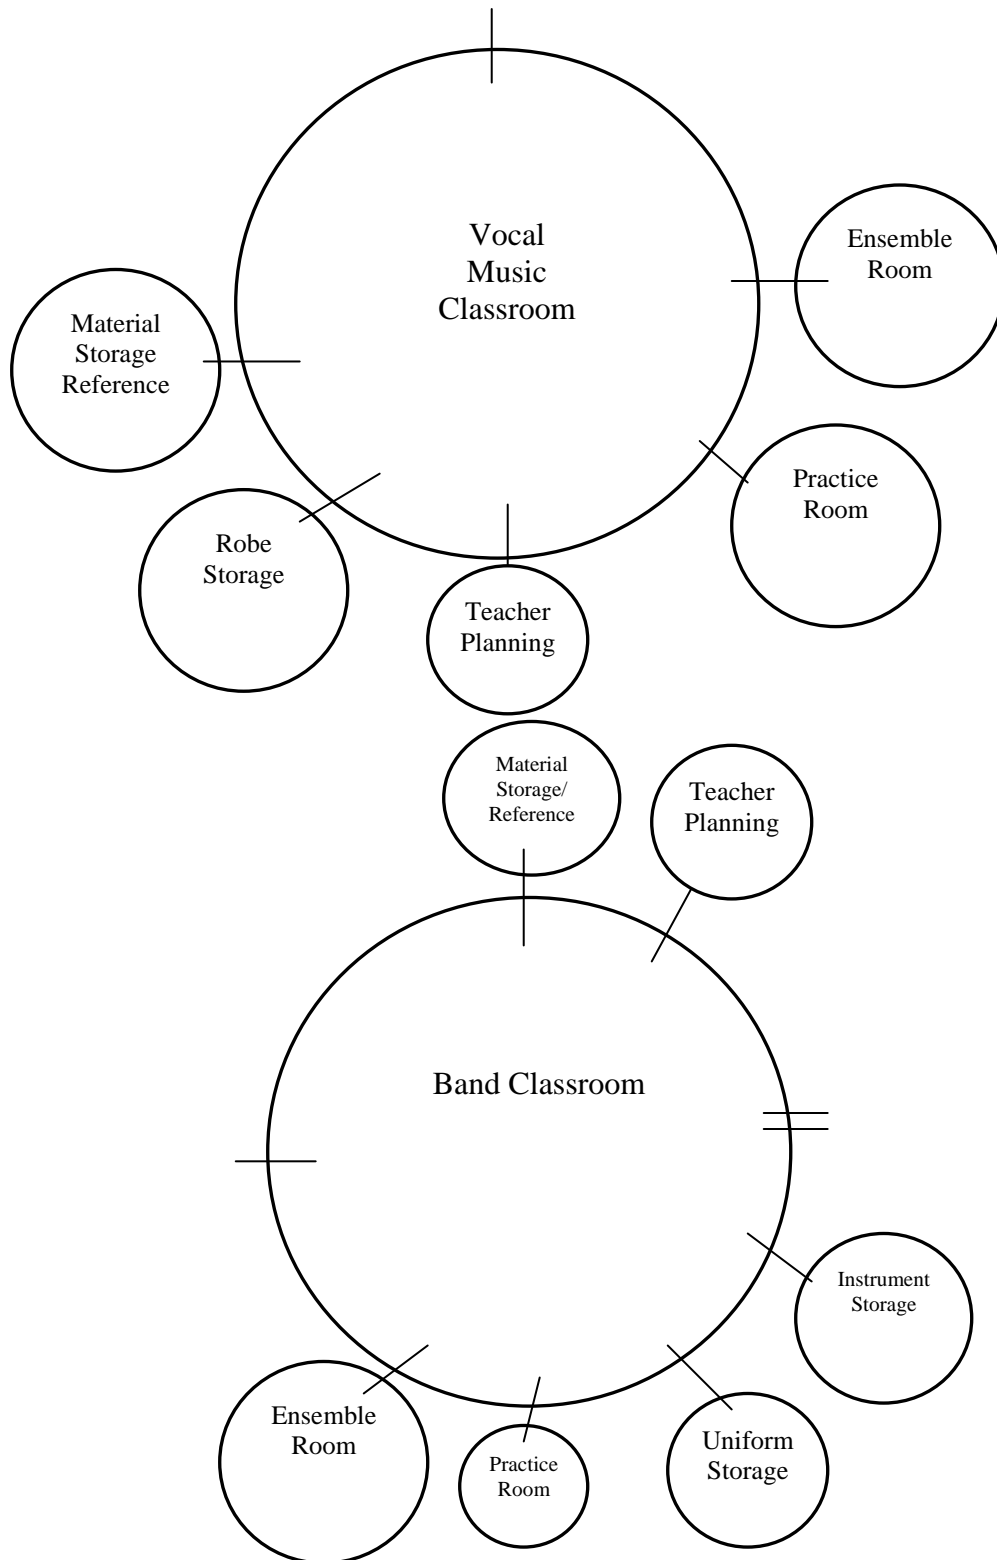 Vocal
Music
Classroom
Ensemble
Room
Material
Storage
Reference
Practice
Room
Robe
Storage
Teacher
Planning
Material
Storage/
Reference
Teacher
Planning
Band Classroom
Instrument
Storage
Ensemble
Room
Practice
Room
Uniform
Storage